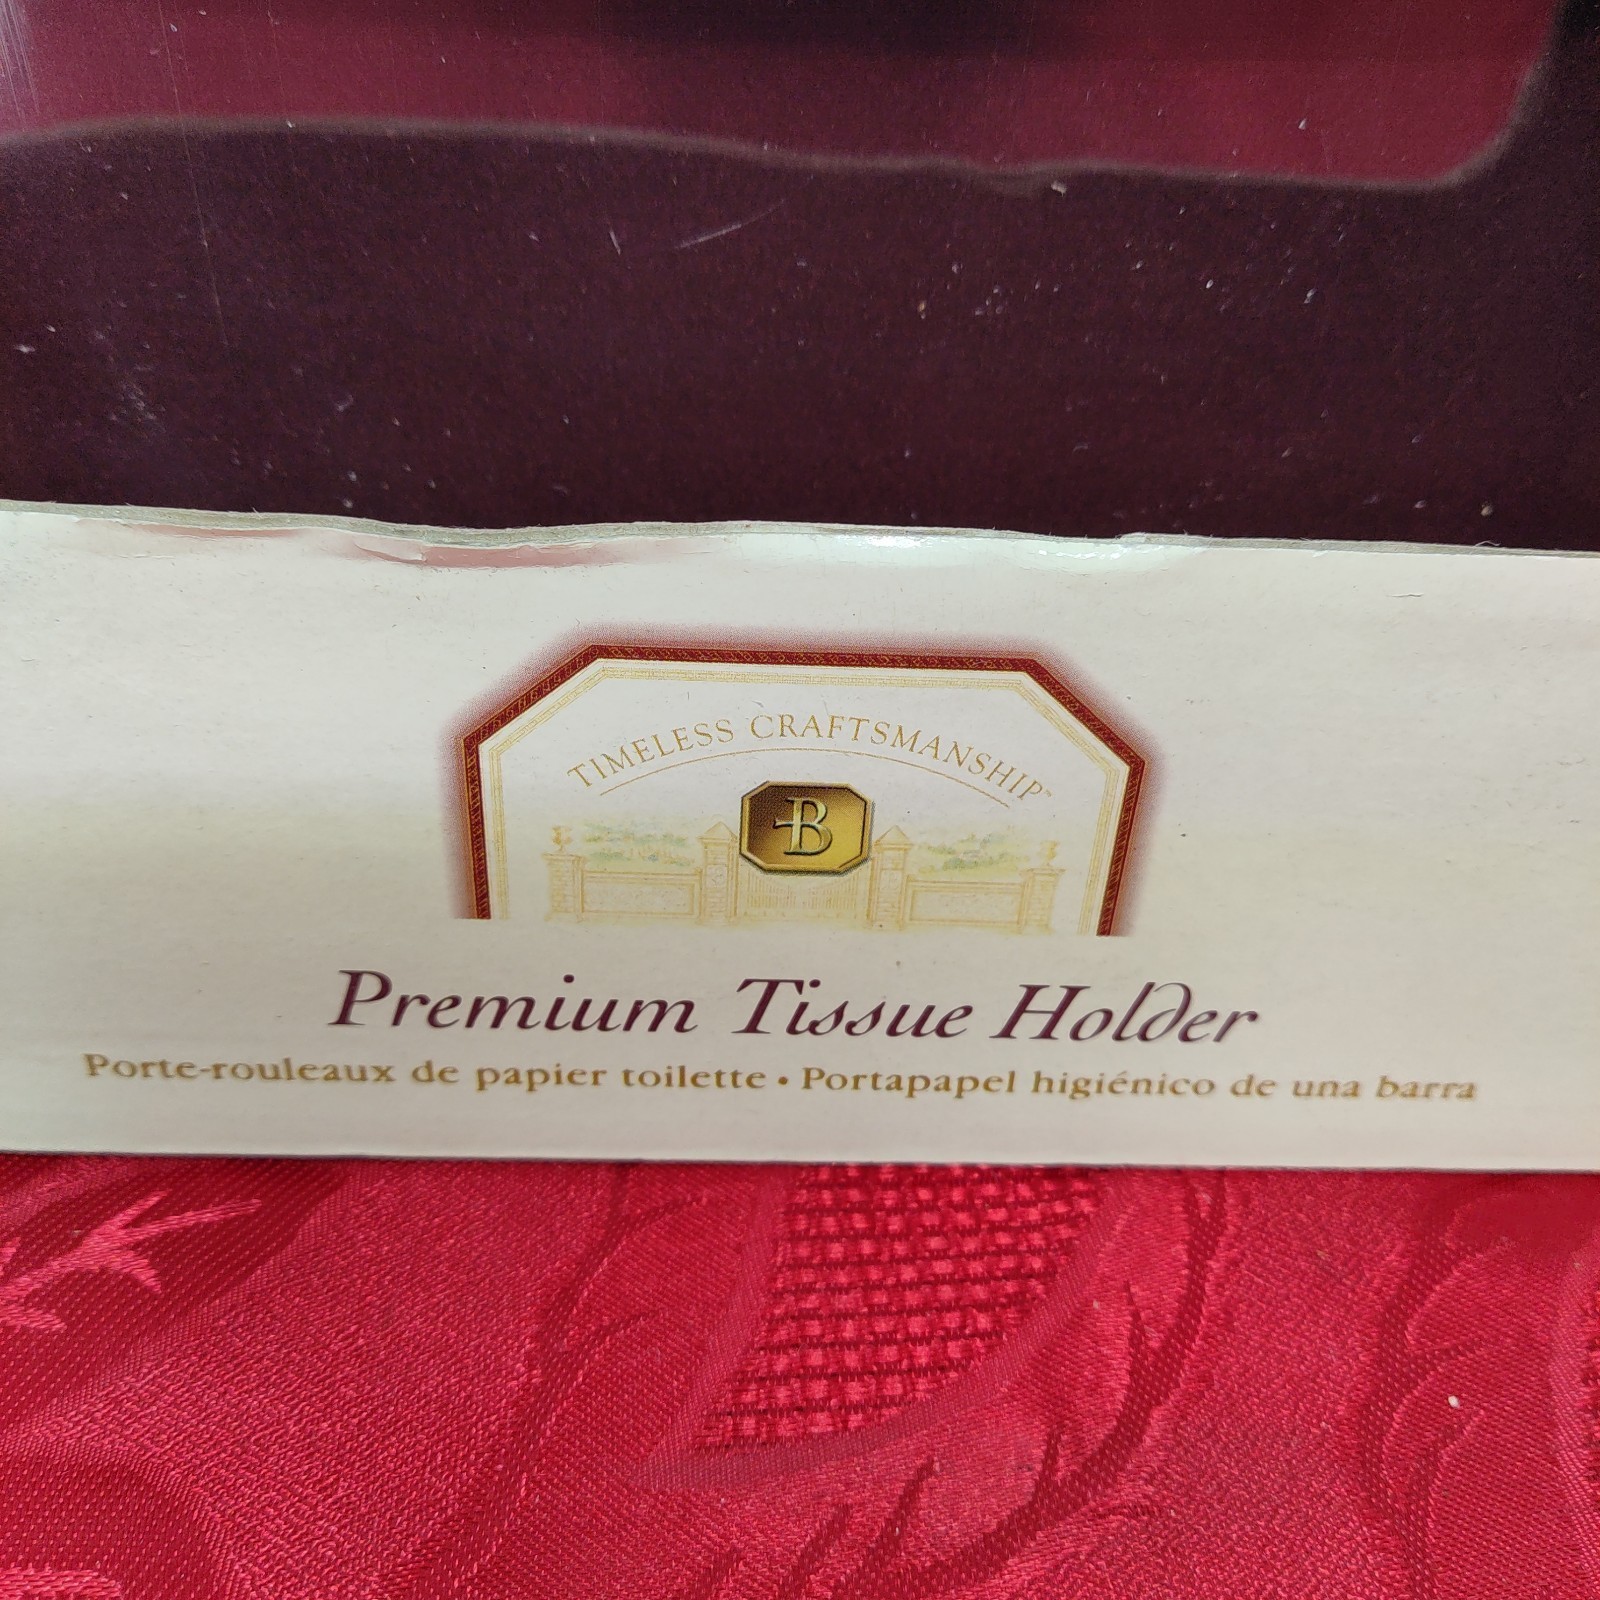 TIMELESS CRAFTSMANSHIP™
B
Premium Tissue Holder
Porte-rouleaux de papier toilette • Portapapel higiénico de una barra